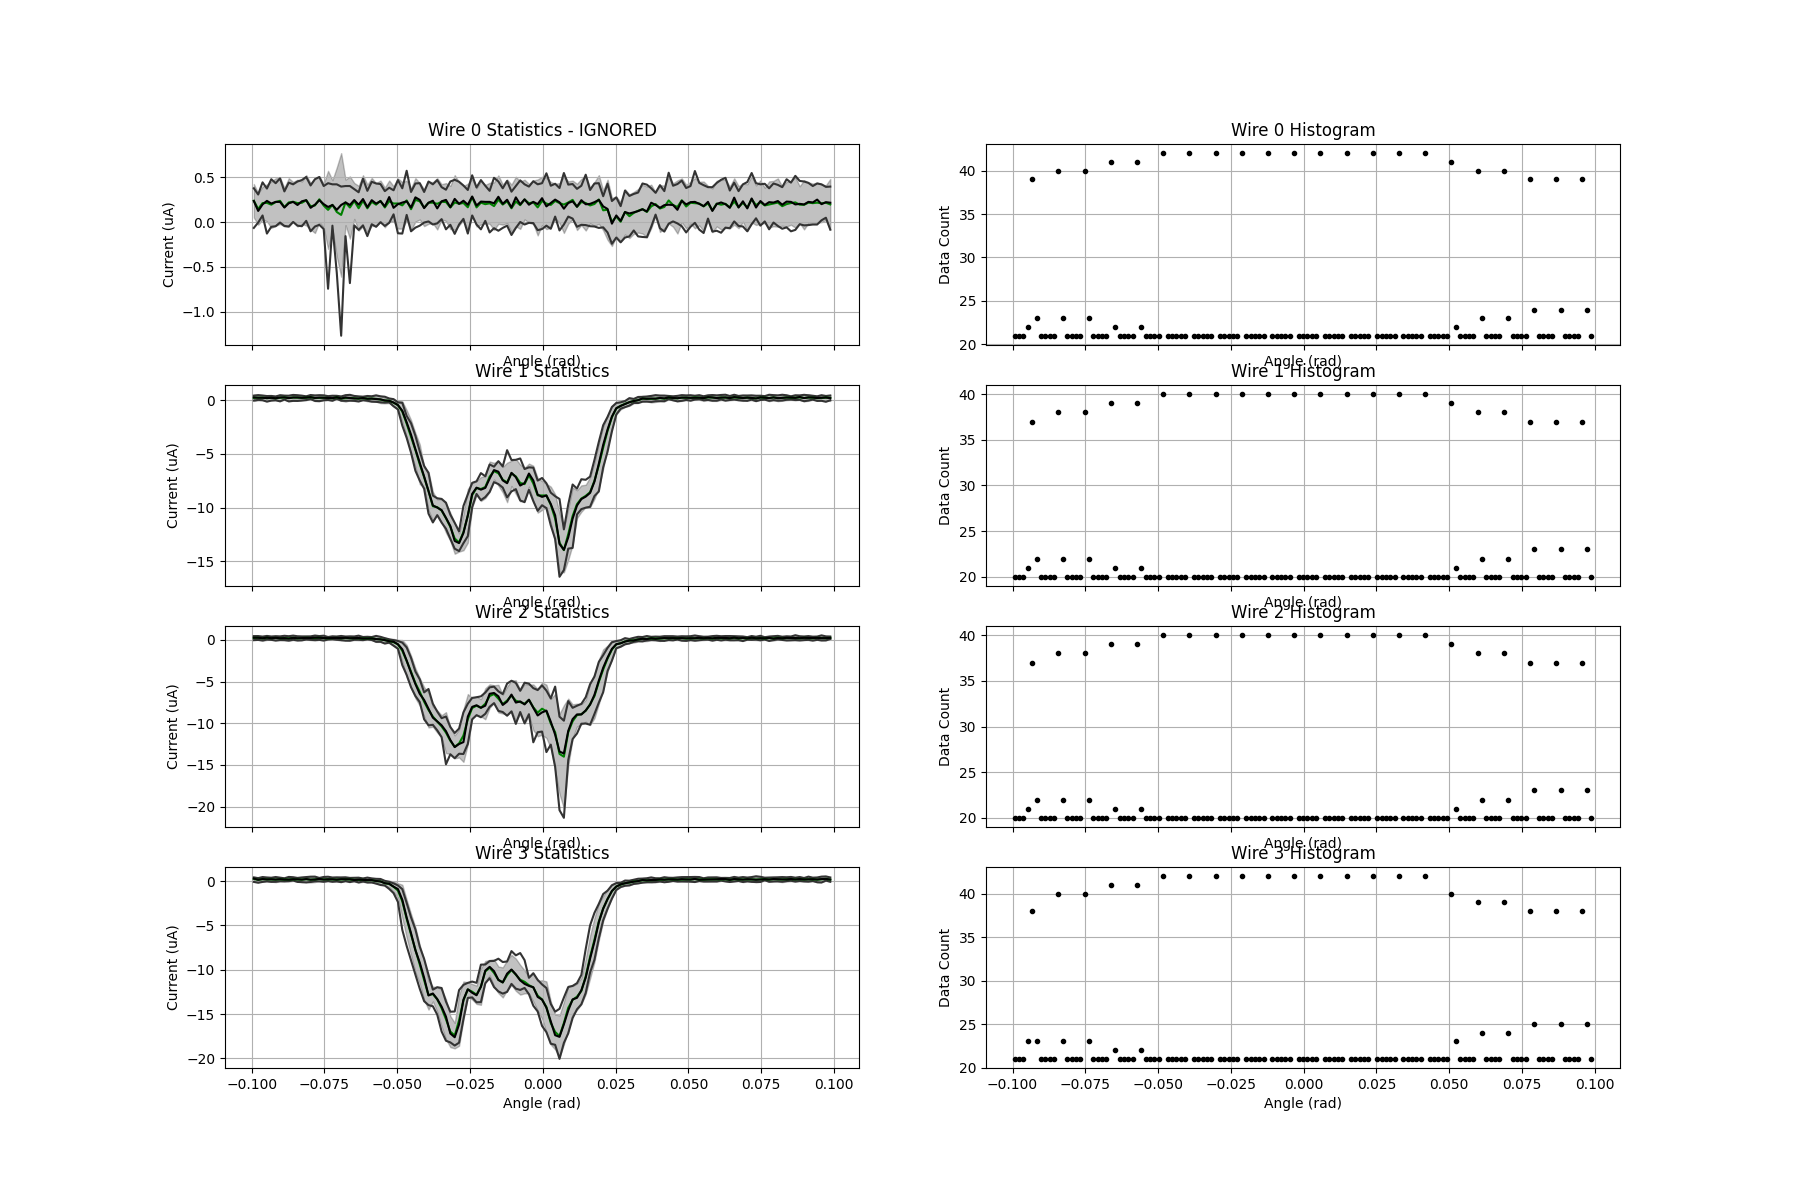 Wire 0 Statistics - IGNORED
Current (uA)
0.5
0.0
−0.5
−1.0
Angle (rad)
Wire 0 Histogram
Data Count
40
35
30
25
20
Angle (rad)
Wire 1 Statistics
Current (uA)
0
−5
−10
−15
Angle (rad)
Wire 1 Histogram
Data Count
40
35
30
25
20
Angle (rad)
Wire 2 Statistics
Current (uA)
0
−5
−10
−15
−20
Angle (rad)
Wire 2 Histogram
Data Count
40
35
30
25
20
Angle (rad)
Wire 3 Statistics
Current (uA)
0
−5
−10
−15
−20
−0.100 −0.075 −0.050 −0.025 0.000 0.025 0.050 0.075 0.100
Angle (rad)
Wire 3 Histogram
Data Count
40
35
30
25
20
−0.100 −0.075 −0.050 −0.025 0.000 0.025 0.050 0.075 0.100
Angle (rad)